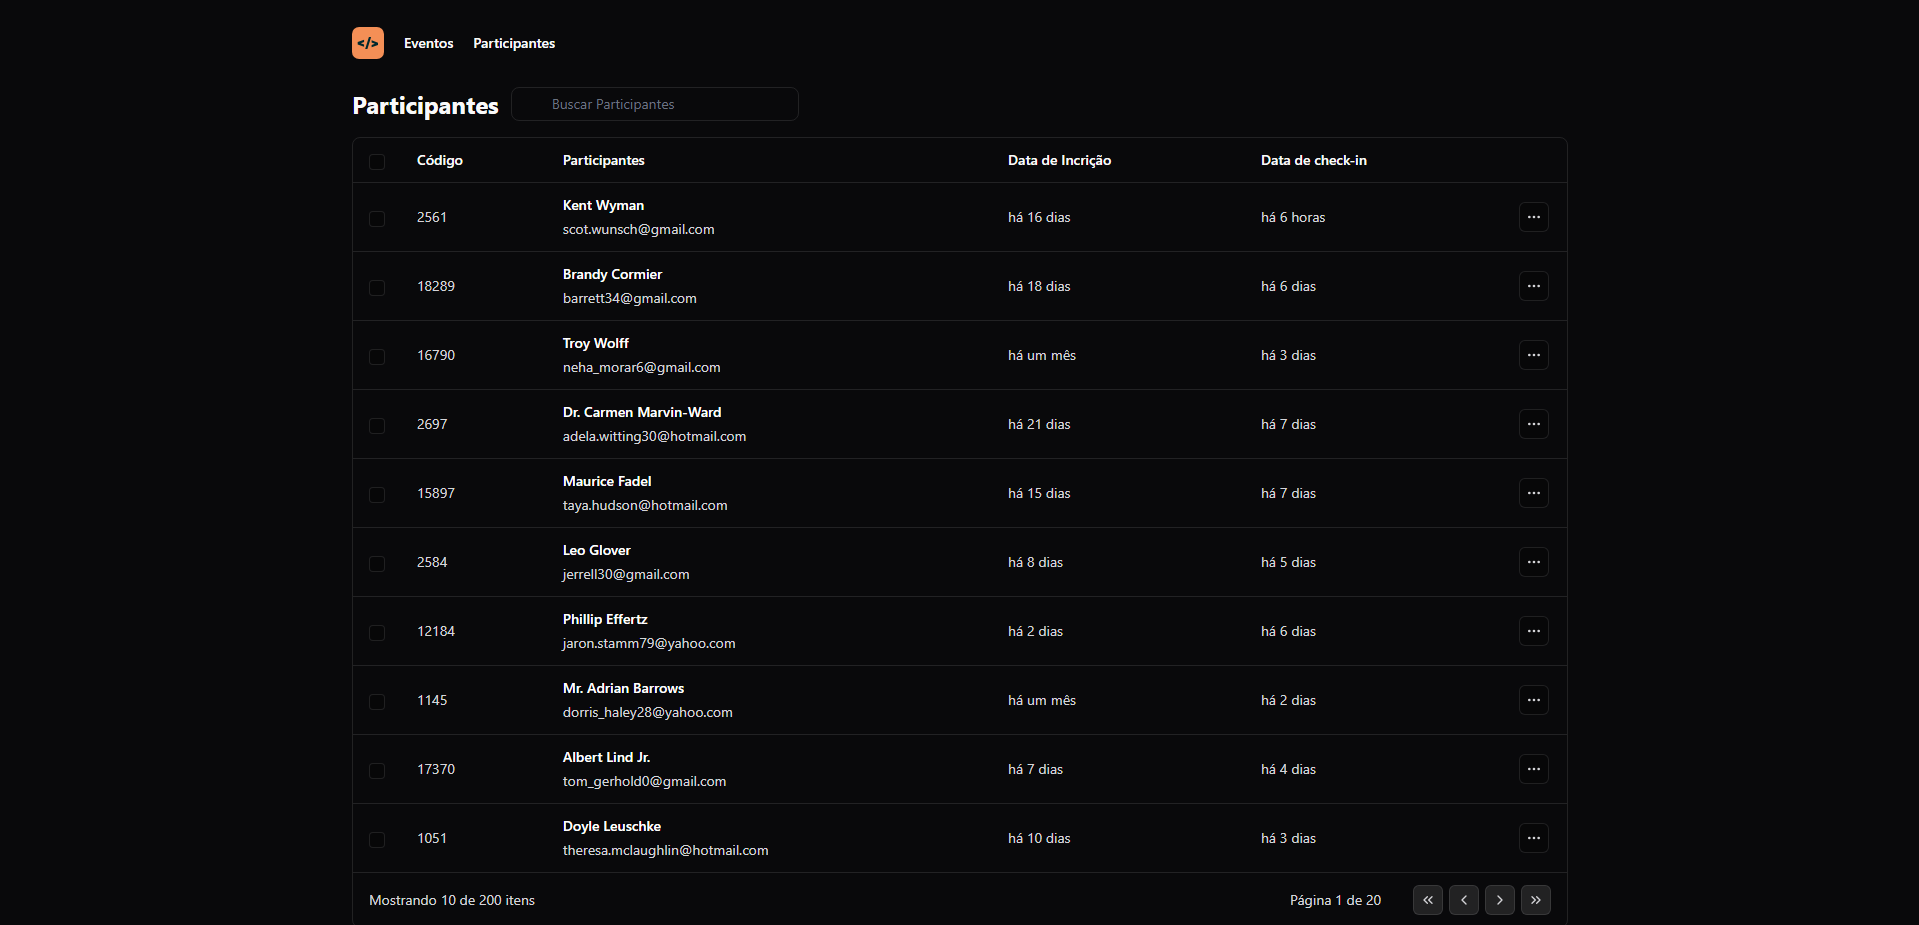 </> Eventos Participantes
Participantes Buscar Participantes
Código Participantes Data de Incrição Data de check-in
Kent Wyman
2561 há 16 dias há 6 horas
scot.wunsch@gmail.com
Brandy Cormier
18289 há 18 dias há 6 dias
barrett34@gmail.com
Troy Wolff
16790 há um mês há 3 dias
neha_morar6@gmail.com
Dr. Carmen Marvin-Ward
2697 há 21 dias há 7 dias
adela.witting30@hotmail.com
Maurice Fadel
15897 há 15 dias há 7 dias
taya.hudson@hotmail.com
Leo Glover
2584 há 8 dias há 5 dias
jerrell30@gmail.com
Phillip Effertz
12184 há 2 dias há 6 dias
jaron.stamm79@yahoo.com
Mr. Adrian Barrows
1145 há um mês há 2 dias
dorris_haley28@yahoo.com
Albert Lind Jr.
17370 há 7 dias há 4 dias
tom_gerhold0@gmail.com
Doyle Leuschke
1051 há 10 dias há 3 dias
theresa.mclaughlin@hotmail.com
Mostrando 10 de 200 itens Página 1 de 20